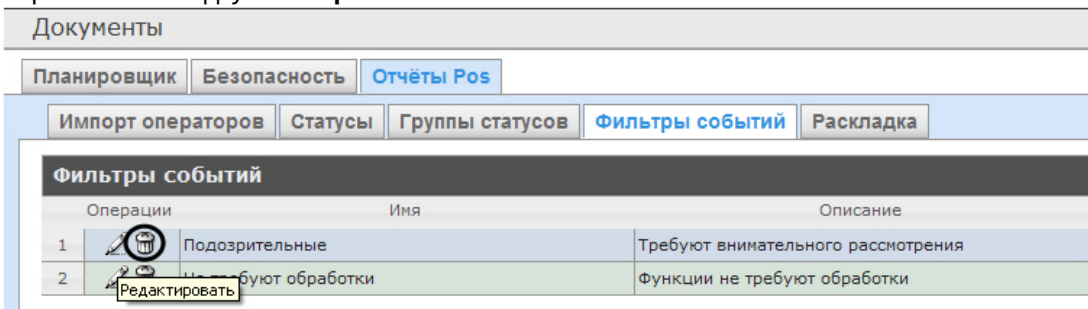 Документы
Планировщик Безопасность Отчёты Pos
Импорт операторов Статусы Группы статусов Фильтры событий Раскладка
Фильтры событий
Операции Имя Описание
1 Подозрительные Требуют внимательного рассмотрения
2 требуют обработки Функции не требуют обработки
Редактировать